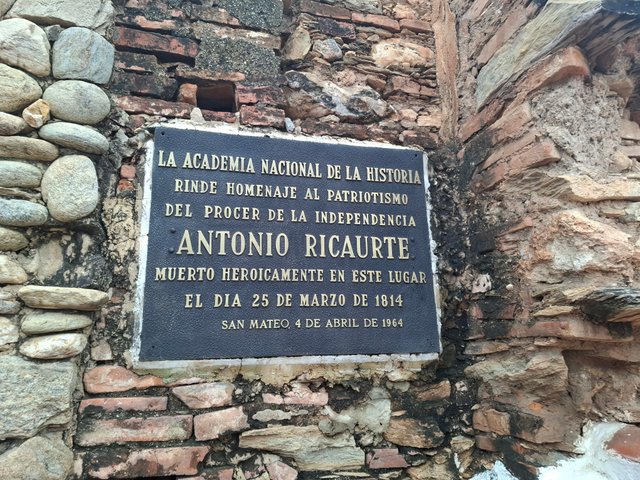 LA ACADEMIA NACIONAL DE LA HISTORIA
RINDE HOMENAJE AL PATRIOTISMO
DEL PROCER DE LA INDEPENDENCIA
ANTONIO RICAURTE
MUERTO HEROICAMENTE EN ESTE LUGAR
EL DIA 25 DE MARZO DE 1814
SAN MATEO, 4 DE ABRIL DE 1964